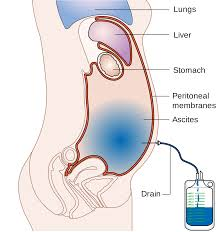 Lungs
Liver
Stomach
Peritoneal
membranes
Ascites
Drain